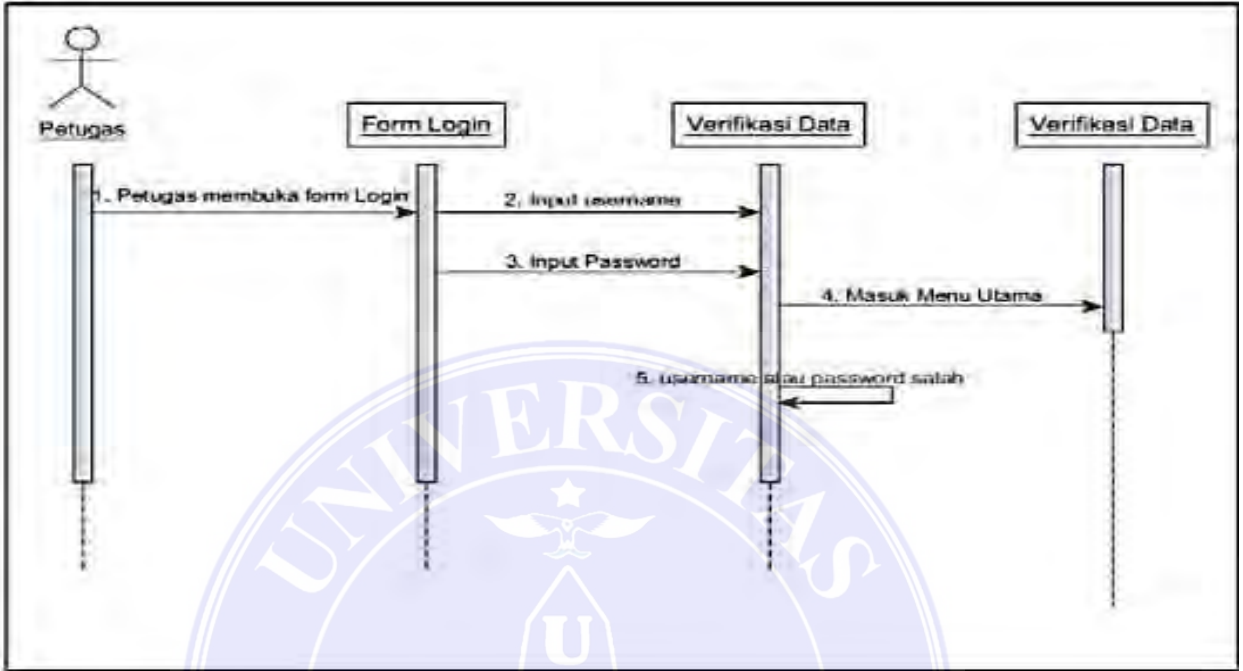 Petugas
Form Login
Verifikasi Data
Verifikasi Data
1. Petugas membuka form Login
2. Input username
3. Input Password
4. Masuk Menu Utama
5. username atau password salah
UNIVERSITAS
U